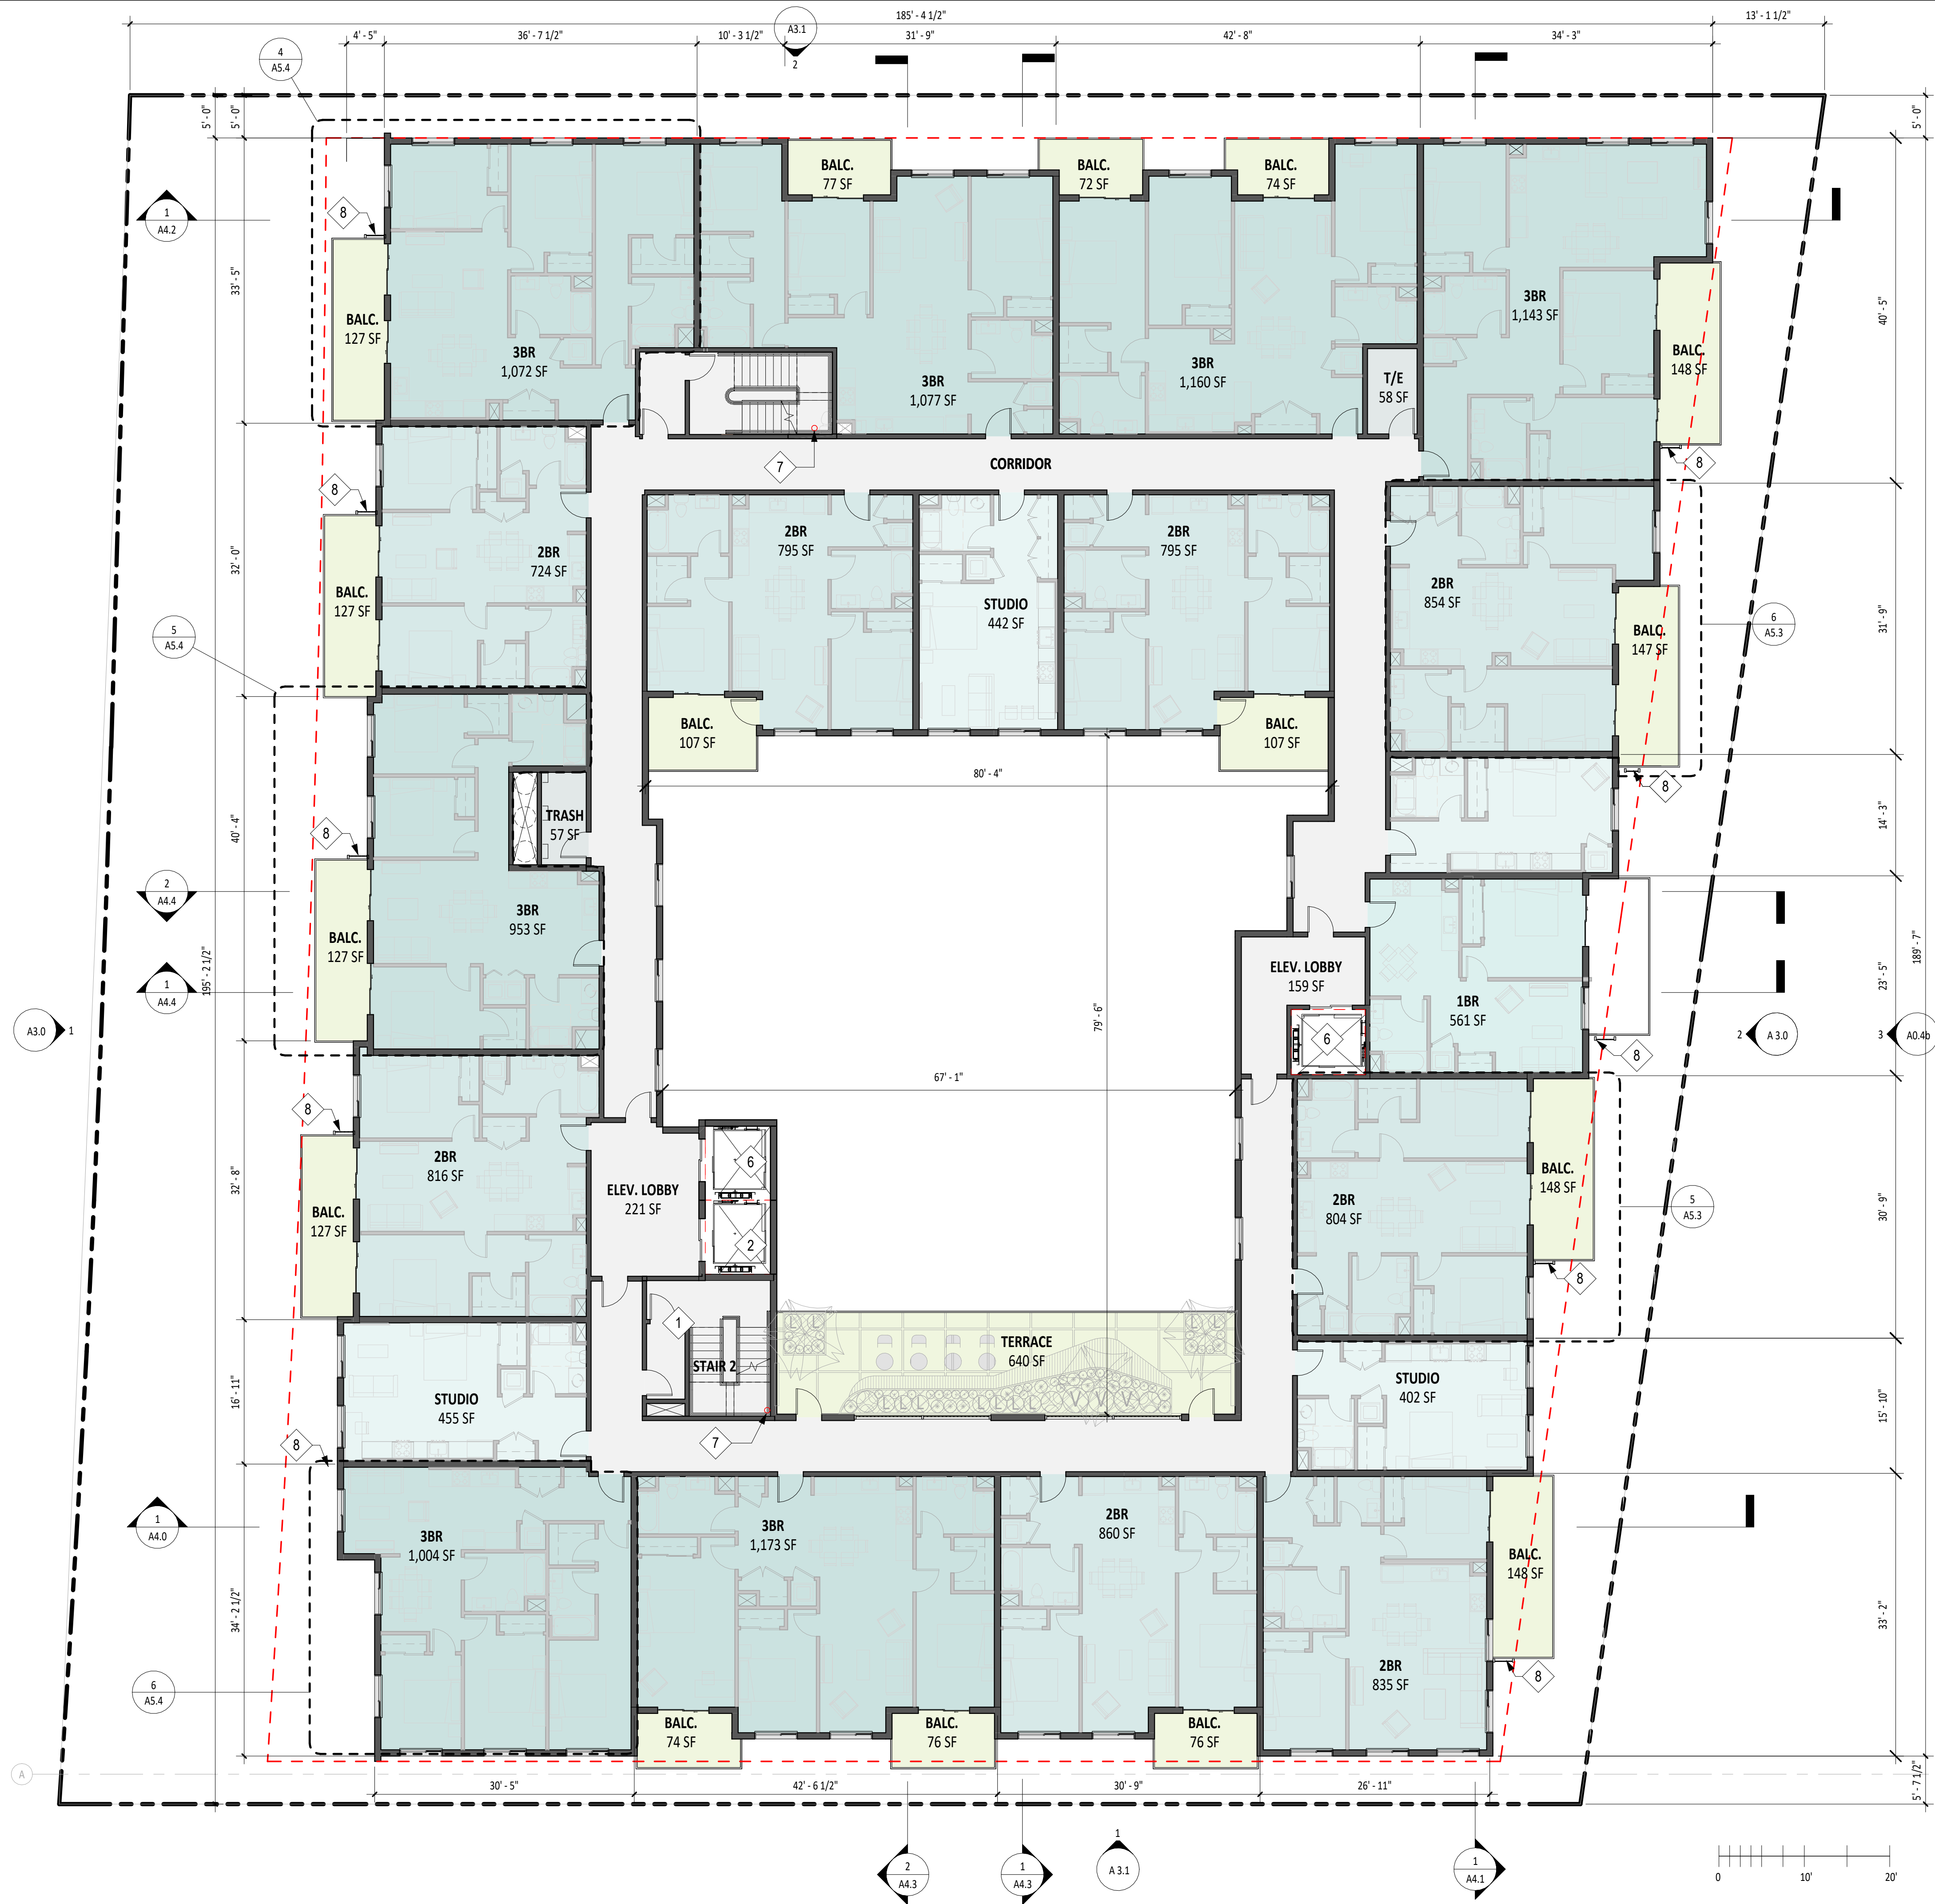 185' - 4 1/2"
13' - 1 1/2"
4' - 5"
36' - 7 1/2"
10' - 3 1/2"
A3.1
2
31' - 9"
42' - 8"
34' - 3"
4
A5.4
5' - 0"
5' - 0"
5' - 0"
BALC.
77 SF
BALC.
72 SF
BALC.
74 SF
1
A4.2
8
33' - 5"
BALC.
127 SF
3BR
1,072 SF
3BR
1,077 SF
3BR
1,160 SF
T/E
58 SF
3BR
1,143 SF
BALC.
148 SF
40' - 5"
7
CORRIDOR
8
8
32' - 0"
2BR
724 SF
BALC.
127 SF
2BR
795 SF
STUDIO
442 SF
2BR
795 SF
2BR
854 SF
BALC.
147 SF
31' - 9"
5
A5.4
6
A5.3
BALC.
107 SF
BALC.
107 SF
80' - 4"
8
40' - 4"
TRASH
57 SF
8
14' - 3"
2
A4.4
3BR
953 SF
BALC.
127 SF
195' - 2 1/2"
1
A4.4
A3.0
1
79' - 6"
ELEV. LOBBY
159 SF
6
1BR
561 SF
23' - 5"
189' - 7"
2
A 3.0
3
A0.4b
8
67' - 1"
8
32' - 8"
2BR
816 SF
BALC.
127 SF
ELEV. LOBBY
221 SF
6
2
2BR
804 SF
BALC.
148 SF
30' - 9"
5
A5.3
8
1
STAIR 2
TERRACE
640 SF
L L
L L
L L L
L L L L
V V V
16' - 11"
STUDIO
455 SF
STUDIO
402 SF
15' - 10"
8
7
1
A4.0
3BR
1,004 SF
3BR
1,173 SF
2BR
860 SF
2BR
835 SF
BALC.
148 SF
34' - 2 1/2"
33' - 2"
8
6
A5.4
BALC.
74 SF
BALC.
76 SF
BALC.
76 SF
A
30' - 5"
42' - 6 1/2"
30' - 9"
26' - 11"
5' - 7 1/2"
2
A4.3
1
A4.3
1
A 3.1
1
A4.1
0
10'
20'